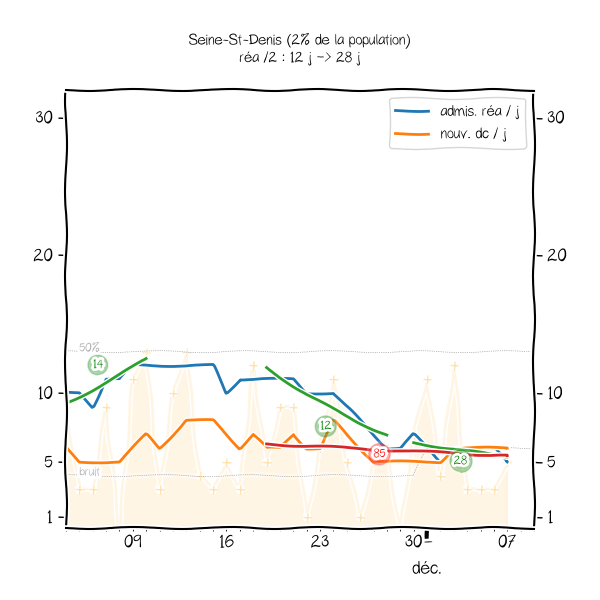 Seine-St-Denis (2% de la population)
réa /2 : 12 j -> 28 j
admis. réa / j
nouv. dc / j
30 30
20 20
50%
14
10 10
12
85
28
5 5
bruit
1 1
09 16 23 30 07
déc.